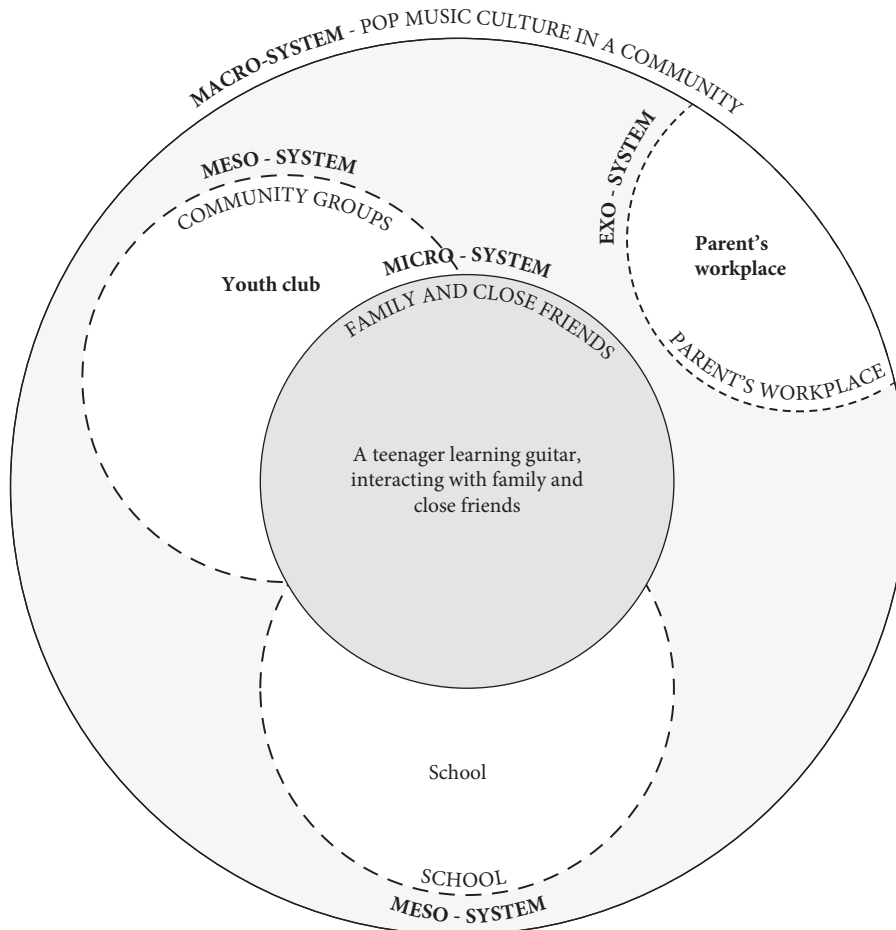 MACRO-SYSTEM - POP MUSIC CULTURE IN A COMMUNITY
MESO - SYSTEM
COMMUNITY GROUPS
Youth club
EXO - SYSTEM
Parent's
workplace
PARENT'S WORKPLACE
MICRO - SYSTEM
FAMILY AND CLOSE FRIENDS
A teenager learning guitar,
interacting with family and
close friends
School
SCHOOL
MESO - SYSTEM